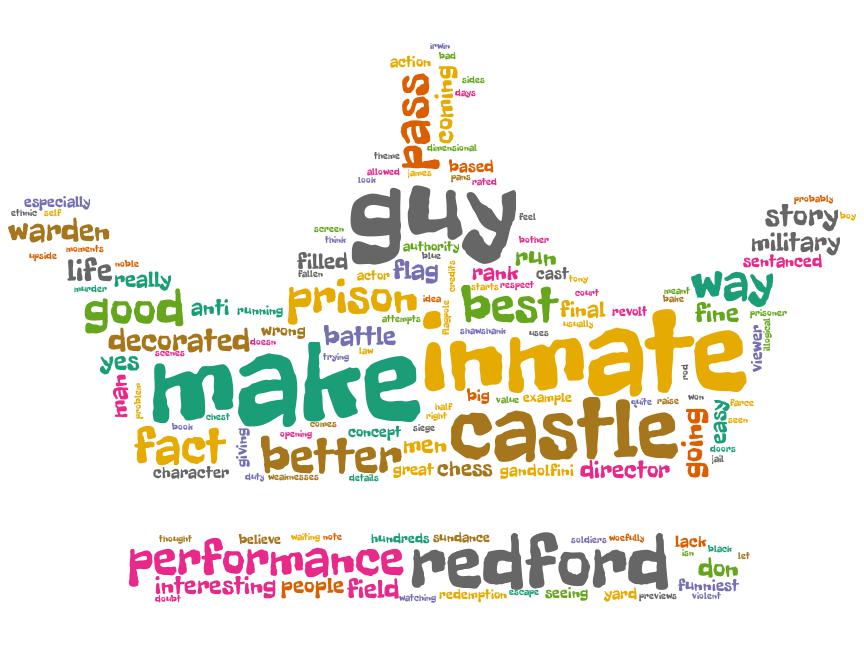 irwin
bad
action
sides
days
pass
coming
dimensional
theme
based
allowed
james
look
pans
rated
guy
feel
especially
ethnic self
warden
upside
moments
life
noble
really
murder
probably
story
boy
military
sentanced
screen
think
authority
blue
bother
run
filled
fallen
actor
flag
credits
rank
cast
tony
starts
respect
court
meant
bake
way
good
anti
running
prison
idea
flagpole
best
final
usually
revolt
fine
prisoner
illogical
viewer
attempts
decorated
doesn
wrong
battle
shawshank
uses
inmate
yes
scenes
trying
law
make
man
problem
rod
big
value
example
quite
raise
won
farce
seen
easy
doors
jail
going
book
chest
half
right
castle
fact
giving
opening
comes
concept
siege
men
better
character
duty
weaknesses
details
great
chess
gandolfini
director
thought
believe
waiting
note
hundreds
sundance
soldiers
woefully
lack
isn
black
let
performance
redford
don
interesting
people
field
funniest
doubt
watching
redemption
escape
seeing
yard
previews
violent